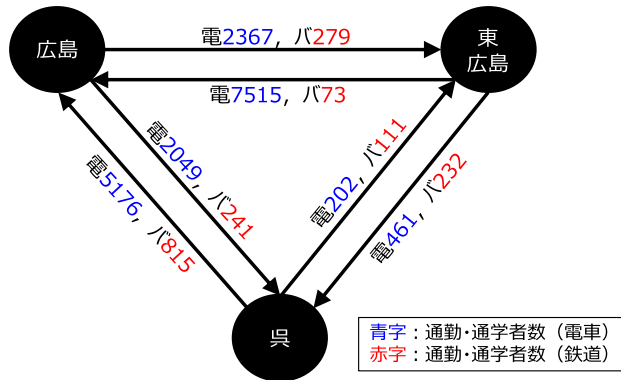 広島
東
広島
電2367, バ279
電7515, バ73
電2049, バ241
電5176, バ815
電202, バ111
電461, バ232
呉
青字：通勤・通学者数（電車）
赤字：通勤・通学者数（鉄道）